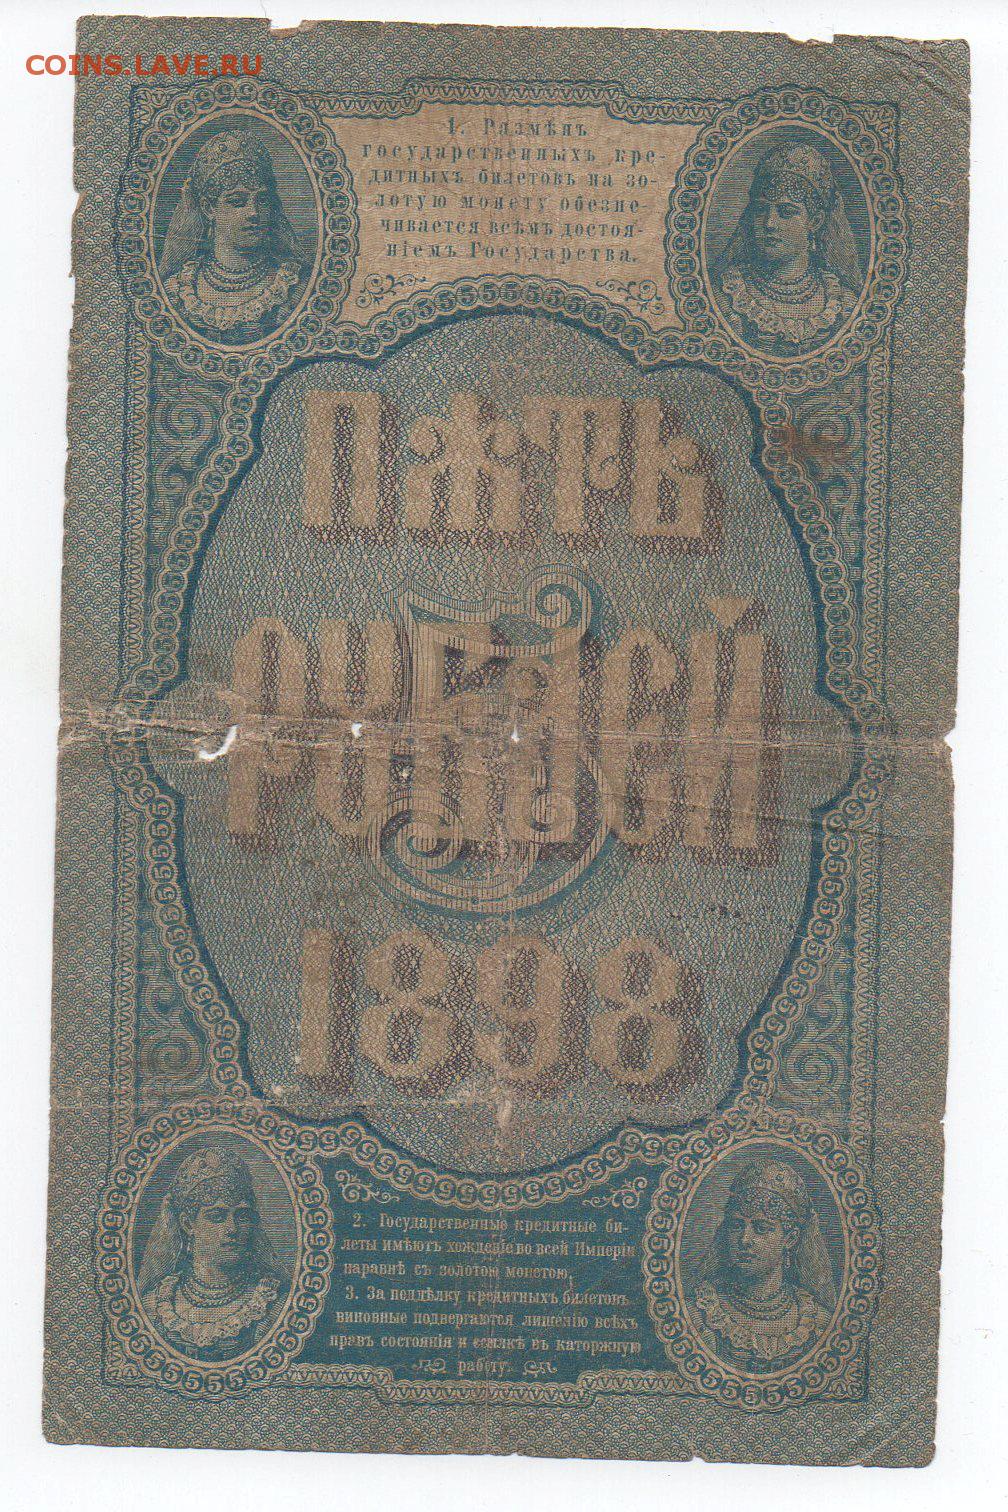 COINS.LAVE.RU
1. Размѣнъ
государственныхъ кре-
дитныхъ билетовъ на зо-
лотую монету обезпе-
чивается всѣмъ достоя-
ніемъ Государства.
ПЯТЬ
5
РУБЛЕЙ
1898
2. Государственные кредитные би-
леты имѣютъ хожденіе во всей Имперіи
наравнѣ съ золотою монетою.
3. За поддѣлку кредитныхъ билетовъ
виновные подвергаются лишенію всѣхъ
правъ состоянія и ссылкѣ въ каторжную
работу.